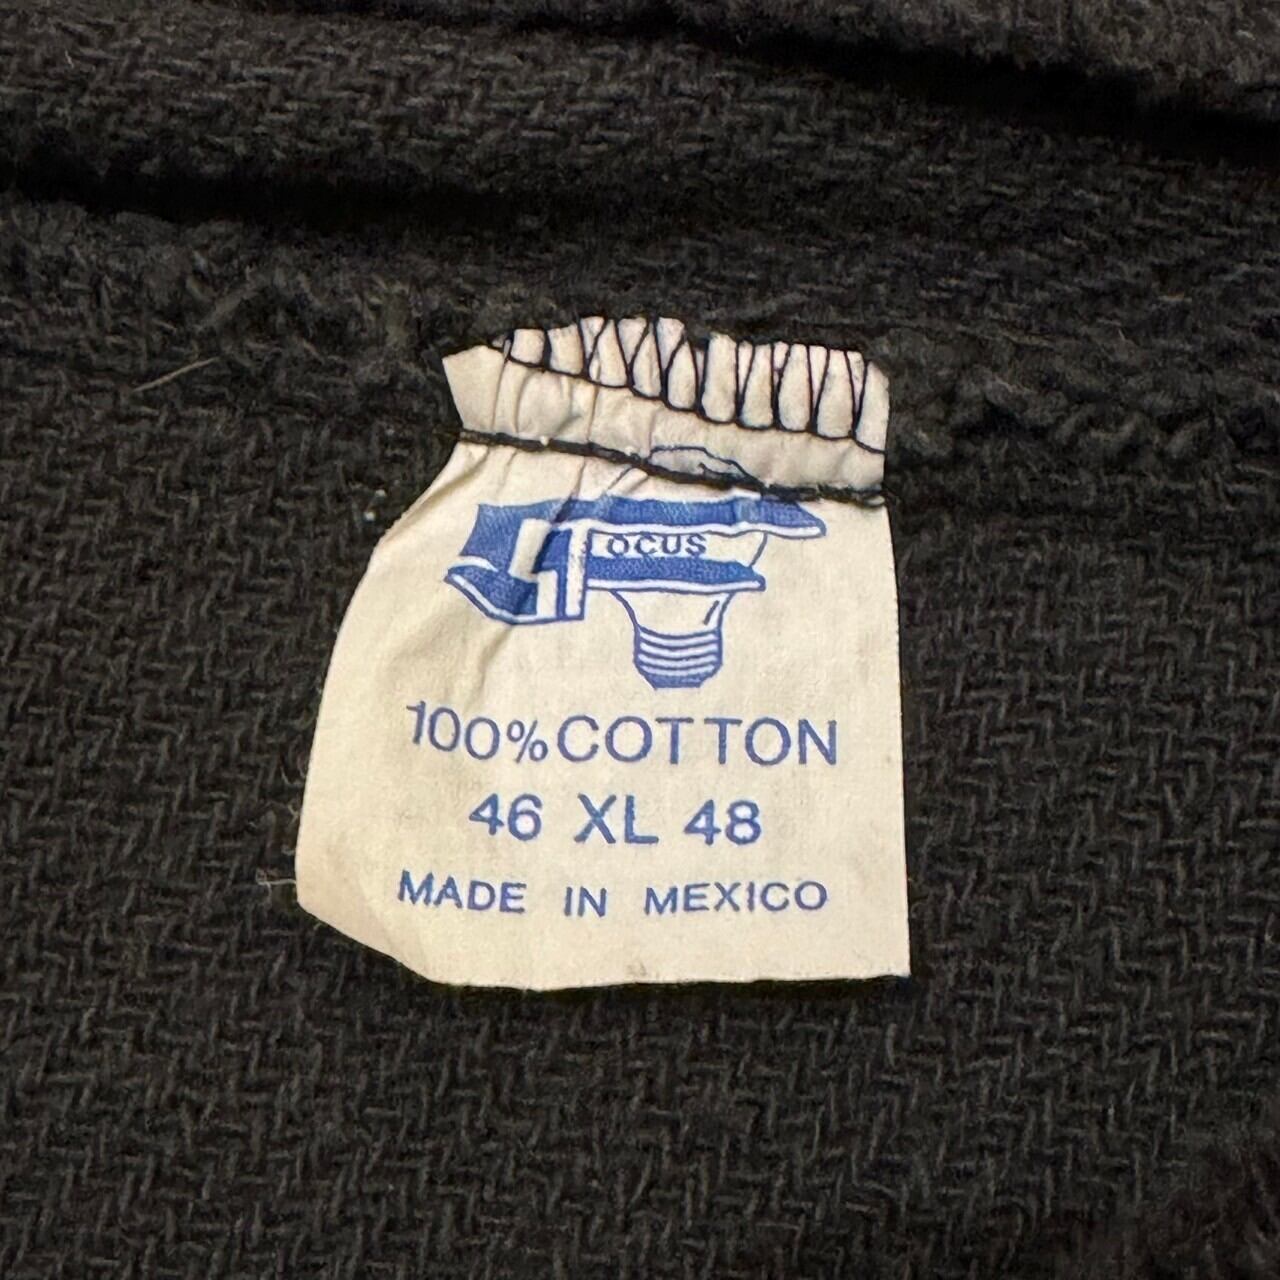 FOCUS
100% COTTON
46 XL 48
MADE IN MEXICO